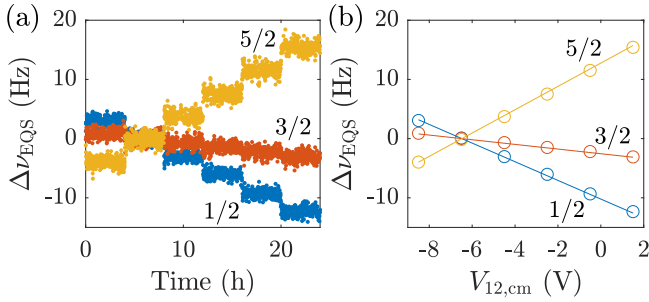 (a)
(b)
20
10
0
-10
Δν_EQS (Hz)
5/2
3/2
1/2
0 10 20
Time (h)
20
10
0
-10
Δν_EQS (Hz)
5/2
3/2
1/2
-8 -6 -4 -2 0 2
V_12,cm (V)